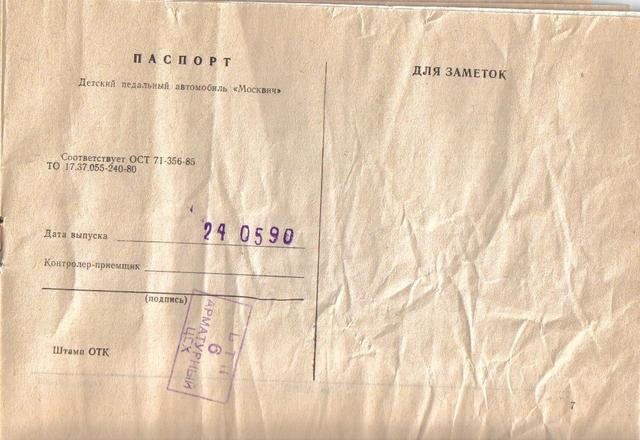 ПАСПОРТ
Детский педальный автомобиль «Москвич»
Соответствует ОСТ 71-356-85
ТО 17.37.055-240-80
Дата выпуска 24 0590
Контролер-приемщик
(подпись)
Штамп ОТК
6
АРМАТУРНЫЙ
ЦЕХ
ДЛЯ ЗАМЕТОК
7